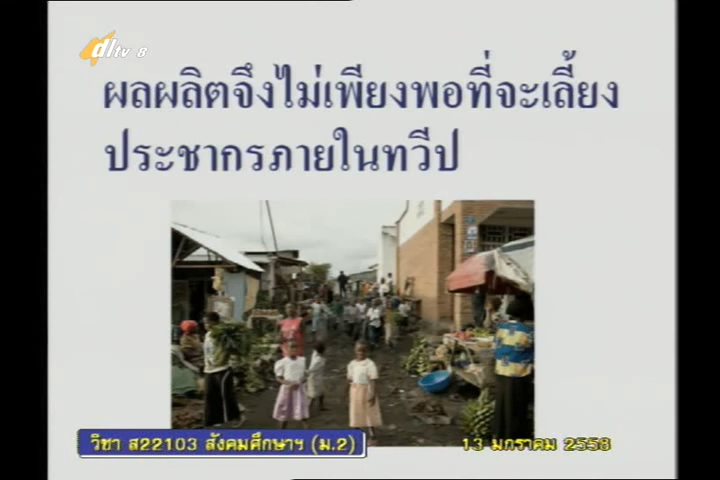 dltv 8
ผลผลิตจึงไม่เพียงพอที่จะเลี้ยง
ประชากรภายในทวีป
วิชา ส22103 สังคมศึกษาฯ (ม.2)
13 มกราคม 2558